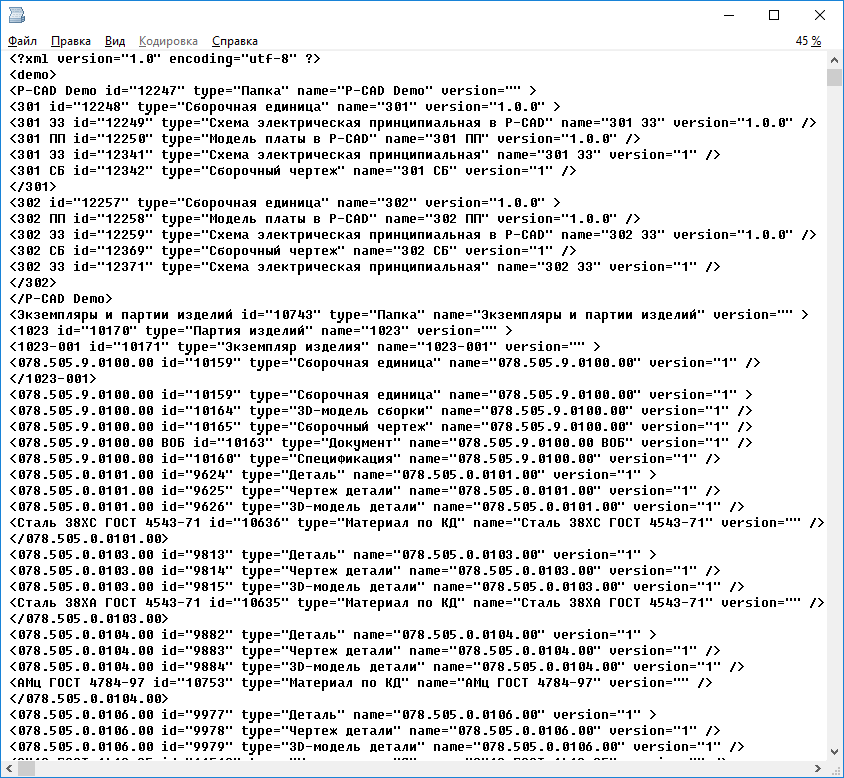 Файл Правка Вид Кодировка Справка 45 %
<?xml version="1.0" encoding="utf-8" ?>
<demo>
<P-CAD Demo id="12247" type="Папка" name="P-CAD Demo" version="" >
<301 id="12248" type="Сборочная единица" name="301" version="1.0.0" >
<301 Э3 id="12249" type="Схема электрическая принципиальная в P-CAD" name="301 Э3" version="1.0.0" />
<301 ПП id="12250" type="Модель платы в P-CAD" name="301 ПП" version="1.0.0" />
<301 Э3 id="12341" type="Схема электрическая принципиальная" name="301 Э3" version="1" />
<301 СБ id="12342" type="Сборочный чертеж" name="301 СБ" version="1" />
</301>
<302 id="12257" type="Сборочная единица" name="302" version="1.0.0" >
<302 ПП id="12258" type="Модель платы в P-CAD" name="302 ПП" version="1.0.0" />
<302 Э3 id="12259" type="Схема электрическая принципиальная в P-CAD" name="302 Э3" version="1.0.0" />
<302 СБ id="12369" type="Сборочный чертеж" name="302 СБ" version="1" />
<302 Э3 id="12371" type="Схема электрическая принципиальная" name="302 Э3" version="1" />
</302>
</P-CAD Demo>
<Экземпляры и партии изделий id="10743" type="Папка" name="Экземпляры и партии изделий" version="" >
<1023 id="10170" type="Партия изделий" name="1023" version="" >
<1023-001 id="10171" type="Экземпляр изделия" name="1023-001" version="" >
<078.505.9.0100.00 id="10159" type="Сборочная единица" name="078.505.9.0100.00" version="1" />
</1023-001>
<078.505.9.0100.00 id="10159" type="Сборочная единица" name="078.505.9.0100.00" version="1" >
<078.505.9.0100.00 id="10164" type="3D-модель сборки" name="078.505.9.0100.00" version="1" />
<078.505.9.0100.00 id="10165" type="Сборочный чертеж" name="078.505.9.0100.00" version="1" />
<078.505.9.0100.00 ВОБ id="10163" type="Документ" name="078.505.9.0100.00 ВОБ" version="1" />
<078.505.9.0100.00 id="10160" type="Спецификация" name="078.505.9.0100.00" version="1" />
<078.505.0.0101.00 id="9624" type="Деталь" name="078.505.0.0101.00" version="1" >
<078.505.0.0101.00 id="9625" type="Чертеж детали" name="078.505.0.0101.00" version="1" />
<078.505.0.0101.00 id="9626" type="3D-модель детали" name="078.505.0.0101.00" version="1" />
<Сталь 38ХС ГОСТ 4543-71 id="10636" type="Материал по КД" name="Сталь 38ХС ГОСТ 4543-71" version="" />
</078.505.0.0101.00>
<078.505.0.0103.00 id="9813" type="Деталь" name="078.505.0.0103.00" version="1" >
<078.505.0.0103.00 id="9814" type="Чертеж детали" name="078.505.0.0103.00" version="1" />
<078.505.0.0103.00 id="9815" type="3D-модель детали" name="078.505.0.0103.00" version="1" />
<Сталь 38ХА ГОСТ 4543-71 id="10635" type="Материал по КД" name="Сталь 38ХА ГОСТ 4543-71" version="" />
</078.505.0.0103.00>
<078.505.0.0104.00 id="9882" type="Деталь" name="078.505.0.0104.00" version="1" >
<078.505.0.0104.00 id="9883" type="Чертеж детали" name="078.505.0.0104.00" version="1" />
<078.505.0.0104.00 id="9884" type="3D-модель детали" name="078.505.0.0104.00" version="1" />
<АМц ГОСТ 4784-97 id="10753" type="Материал по КД" name="АМц ГОСТ 4784-97" version="" />
</078.505.0.0104.00>
<078.505.0.0106.00 id="9977" type="Деталь" name="078.505.0.0106.00" version="1" >
<078.505.0.0106.00 id="9978" type="Чертеж детали" name="078.505.0.0106.00" version="1" />
<078.505.0.0106.00 id="9979" type="3D-модель детали" name="078.505.0.0106.00" version="1" />